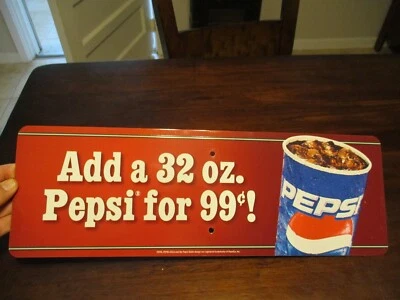 Add a 32 oz.
Pepsi® for 99¢!
PEPSI